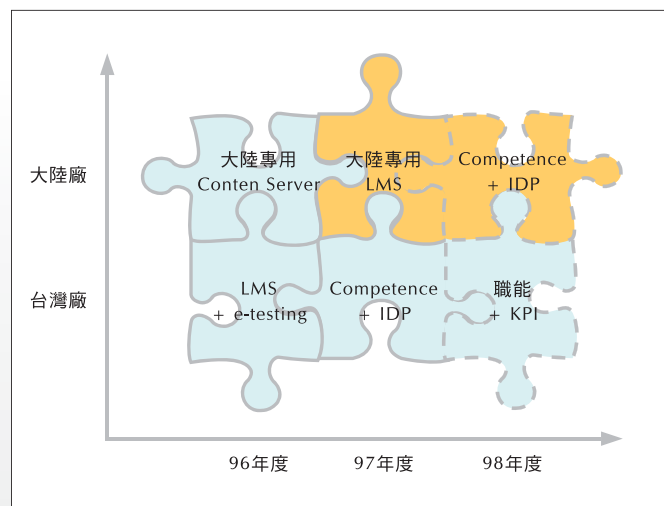 大陸廠
大陸專用
Conten Server
大陸專用
LMS
Competence
+ IDP
台灣廠
LMS
+ e-testing
Competence
+ IDP
職能
+ KPI
96年度
97年度
98年度